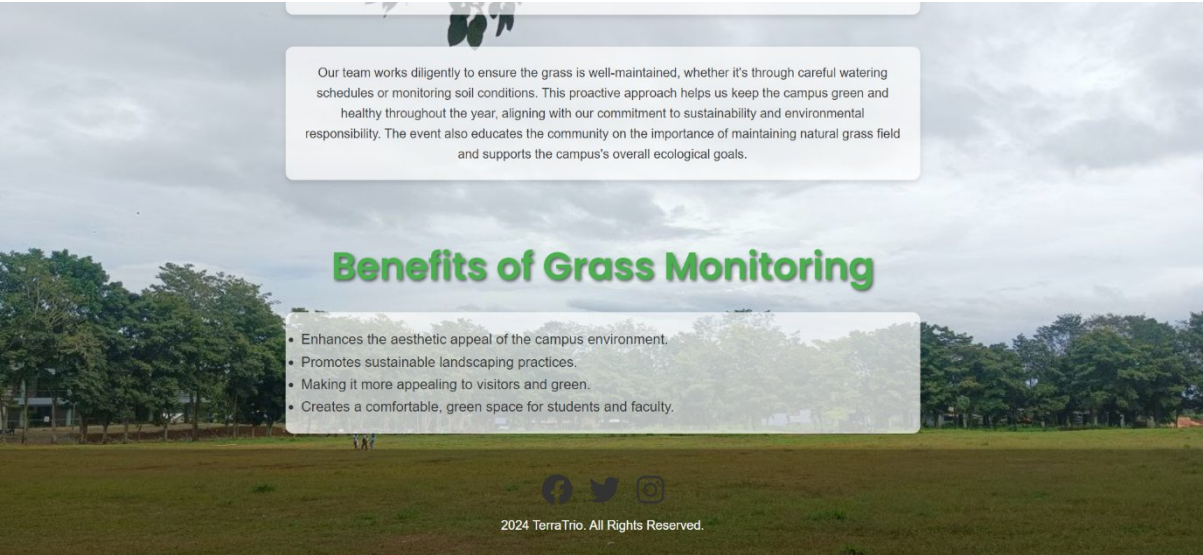 Our team works diligently to ensure the grass is well-maintained, whether it's through careful watering
schedules or monitoring soil conditions. This proactive approach helps us keep the campus green and
healthy throughout the year, aligning with our commitment to sustainability and environmental
responsibility. The event also educates the community on the importance of maintaining natural grass field
and supports the campus's overall ecological goals.
Benefits of Grass Monitoring
• Enhances the aesthetic appeal of the campus environment.
• Promotes sustainable landscaping practices.
• Making it more appealing to visitors and green.
• Creates a comfortable, green space for students and faculty.
2024 TerraTrio. All Rights Reserved.